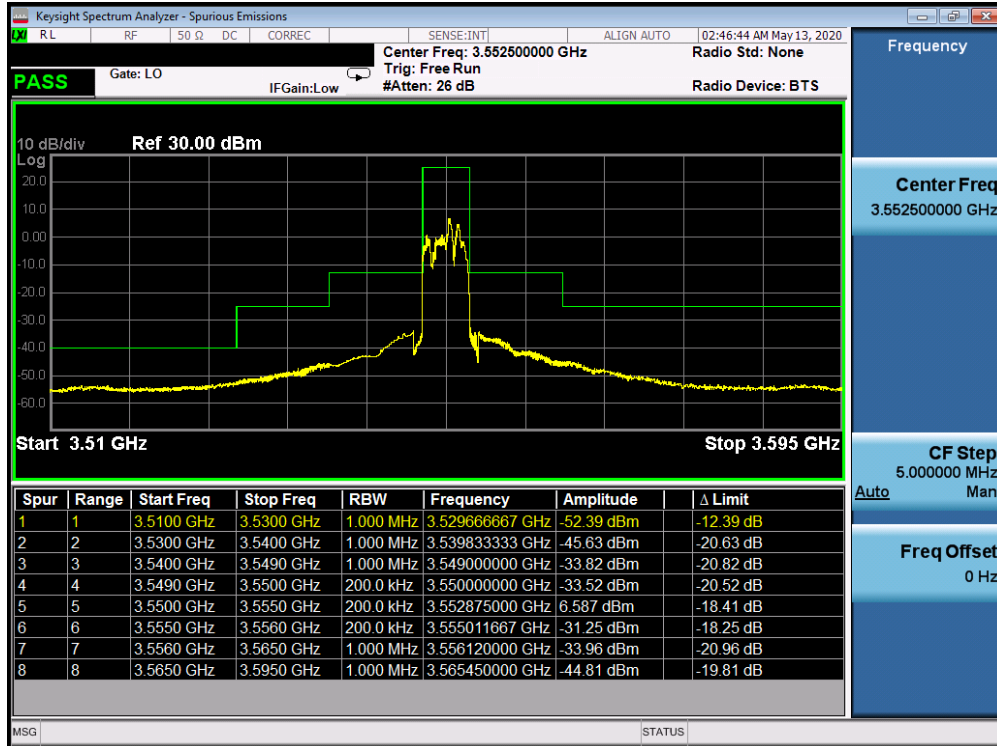 Keysight Spectrum Analyzer - Spurious Emissions
LXI RL RF 50 Ω DC CORREC SENSE:INT ALIGN AUTO 02:46:44 AM May 13, 2020
Frequency
Center Freq: 3.552500000 GHz Radio Std: None
PASS Gate: LO Trig: Free Run
IFGain:Low #Atten: 26 dB Radio Device: BTS
10 dB/div Ref 30.00 dBm
Log
20.0
10.0
0.00
-10.0
-20.0
-30.0
-40.0
-50.0
-60.0
Start 3.51 GHz Stop 3.595 GHz
Spur Range Start Freq Stop Freq RBW Frequency Amplitude Δ Limit
1 1 3.5100 GHz 3.5300 GHz 1.000 MHz 3.529666667 GHz -52.39 dBm -12.39 dB
2 2 3.5300 GHz 3.5400 GHz 1.000 MHz 3.539833333 GHz -45.63 dBm -20.63 dB
3 3 3.5400 GHz 3.5490 GHz 1.000 MHz 3.549000000 GHz -33.82 dBm -20.82 dB
4 4 3.5490 GHz 3.5500 GHz 200.0 kHz 3.550000000 GHz -33.52 dBm -20.52 dB
5 5 3.5500 GHz 3.5550 GHz 200.0 kHz 3.552875000 GHz 6.587 dBm -18.41 dB
6 6 3.5550 GHz 3.5560 GHz 200.0 kHz 3.555011667 GHz -31.25 dBm -18.25 dB
7 7 3.5560 GHz 3.5650 GHz 1.000 MHz 3.556120000 GHz -33.96 dBm -20.96 dB
8 8 3.5650 GHz 3.5950 GHz 1.000 MHz 3.565450000 GHz -44.81 dBm -19.81 dB
Center Freq
3.552500000 GHz
CF Step
5.000000 MHz
Auto Man
Freq Offset
0 Hz
MSG STATUS